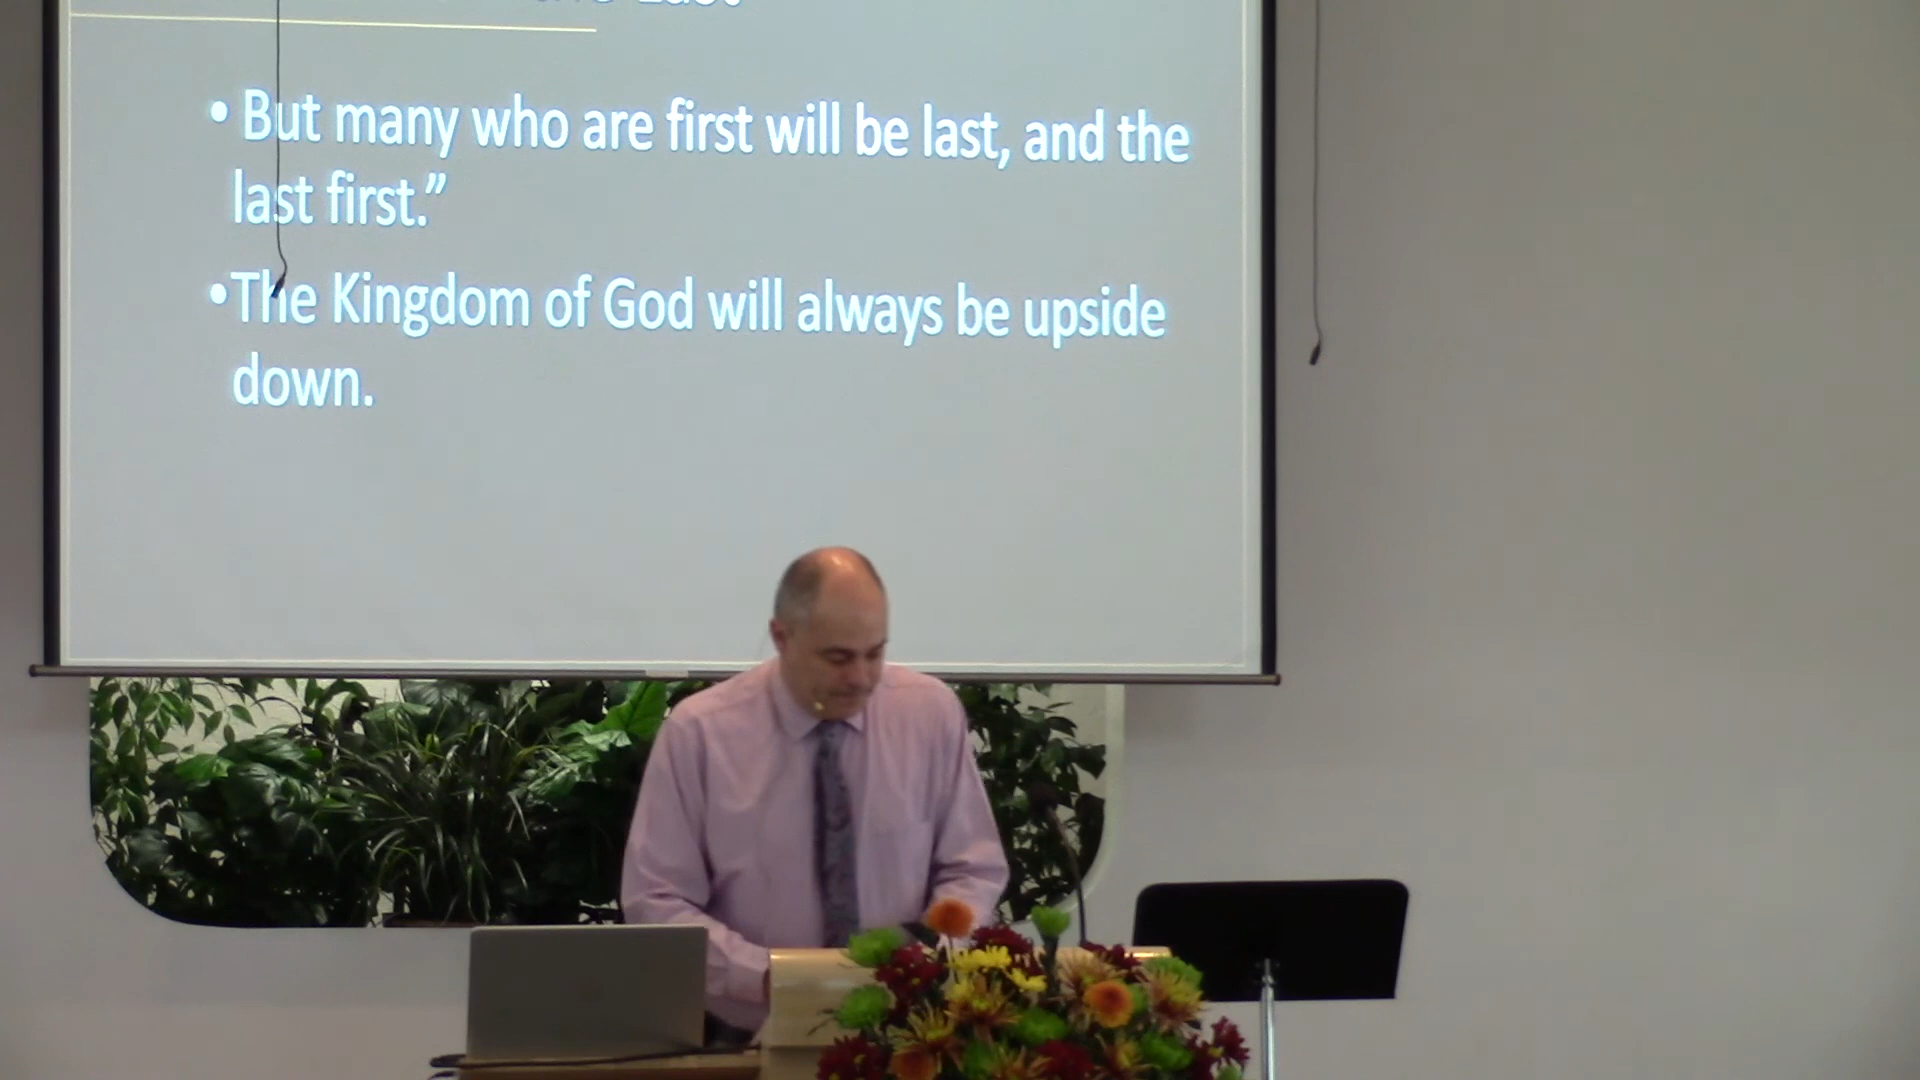 Last
• But many who are first will be last, and the
last first.”
•The Kingdom of God will always be upside
down.